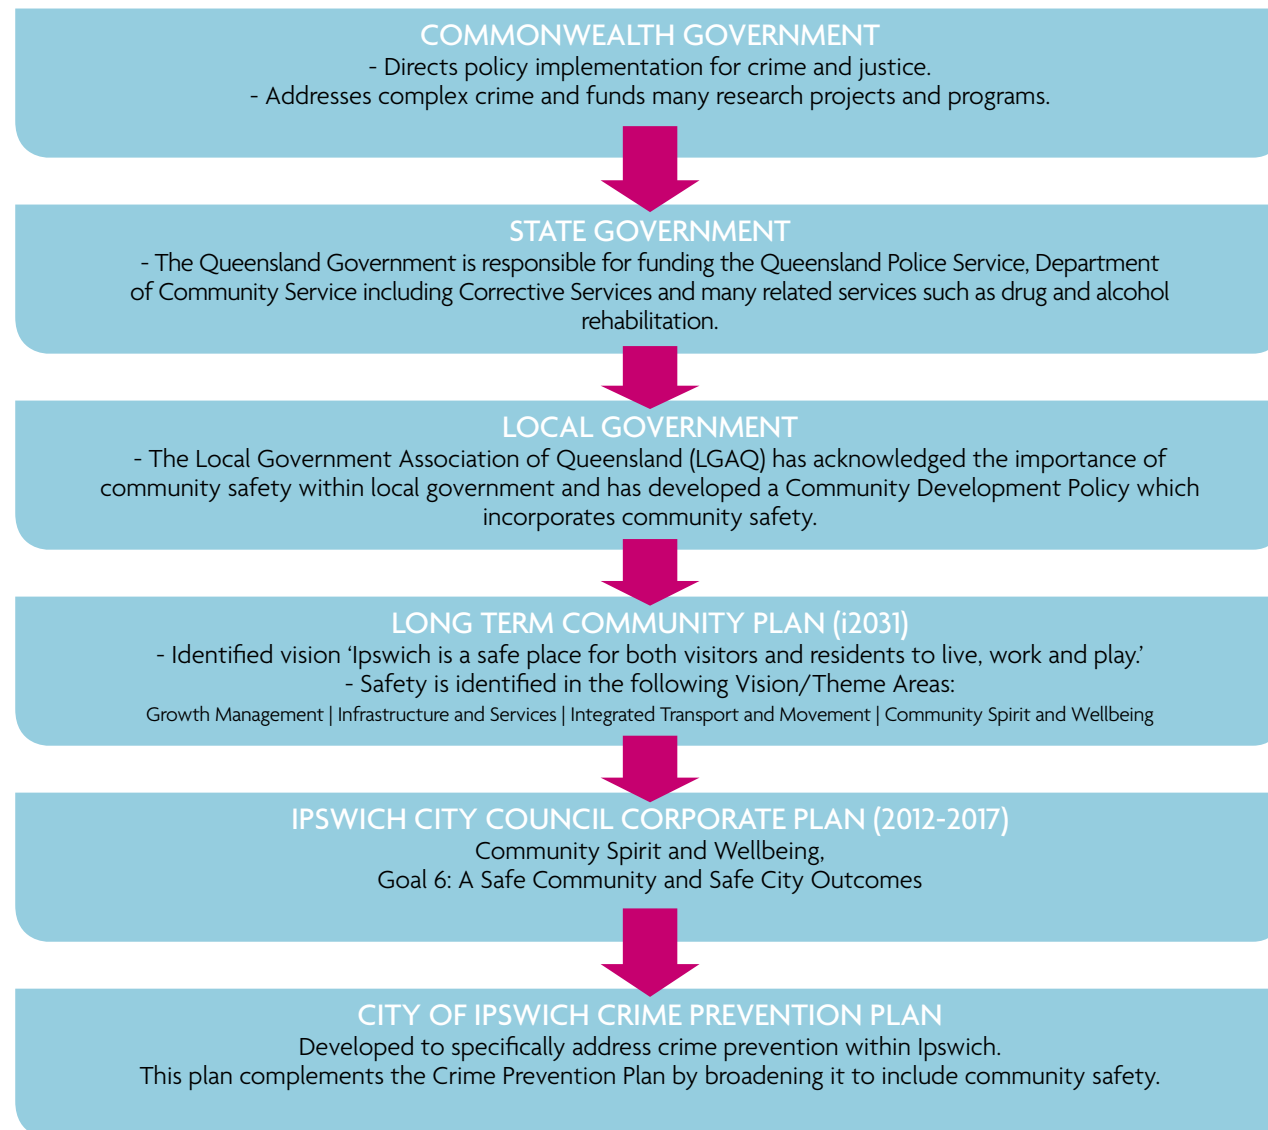 COMMONWEALTH GOVERNMENT
- Directs policy implementation for crime and justice.
- Addresses complex crime and funds many research projects and programs.
STATE GOVERNMENT
- The Queensland Government is responsible for funding the Queensland Police Service, Department
of Community Service including Corrective Services and many related services such as drug and alcohol
rehabilitation.
LOCAL GOVERNMENT
- The Local Government Association of Queensland (LGAQ) has acknowledged the importance of
community safety within local government and has developed a Community Development Policy which
incorporates community safety.
LONG TERM COMMUNITY PLAN (i2031)
- Identified vision ‘Ipswich is a safe place for both visitors and residents to live, work and play.’
- Safety is identified in the following Vision/Theme Areas:
Growth Management | Infrastructure and Services | Integrated Transport and Movement | Community Spirit and Wellbeing
IPSWICH CITY COUNCIL CORPORATE PLAN (2012-2017)
Community Spirit and Wellbeing,
Goal 6: A Safe Community and Safe City Outcomes
CITY OF IPSWICH CRIME PREVENTION PLAN
Developed to specifically address crime prevention within Ipswich.
This plan complements the Crime Prevention Plan by broadening it to include community safety.